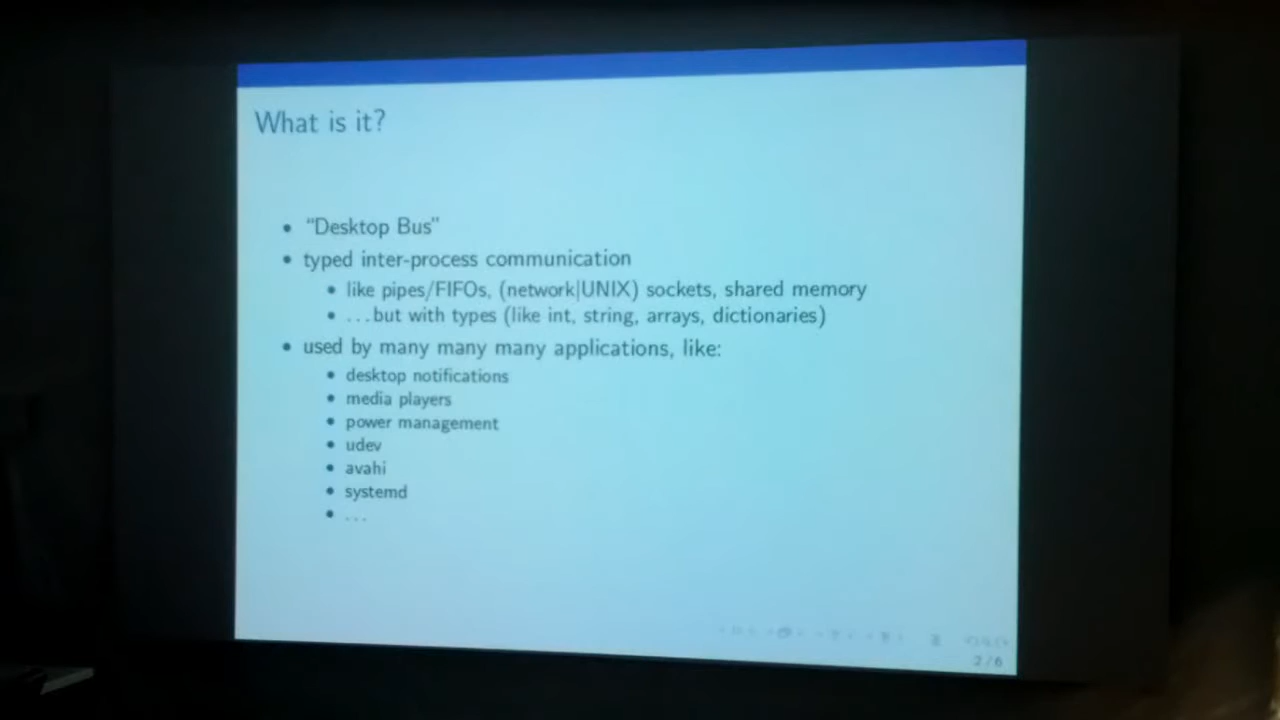 What is it?
• "Desktop Bus"
• typed inter-process communication
• like pipes/FIFOs, (network|UNIX) sockets, shared memory
• ...but with types (like int, string, arrays, dictionaries)
• used by many many many applications, like:
• desktop notifications
• media players
• power management
• udev
• avahi
• systemd
• ...
2/6